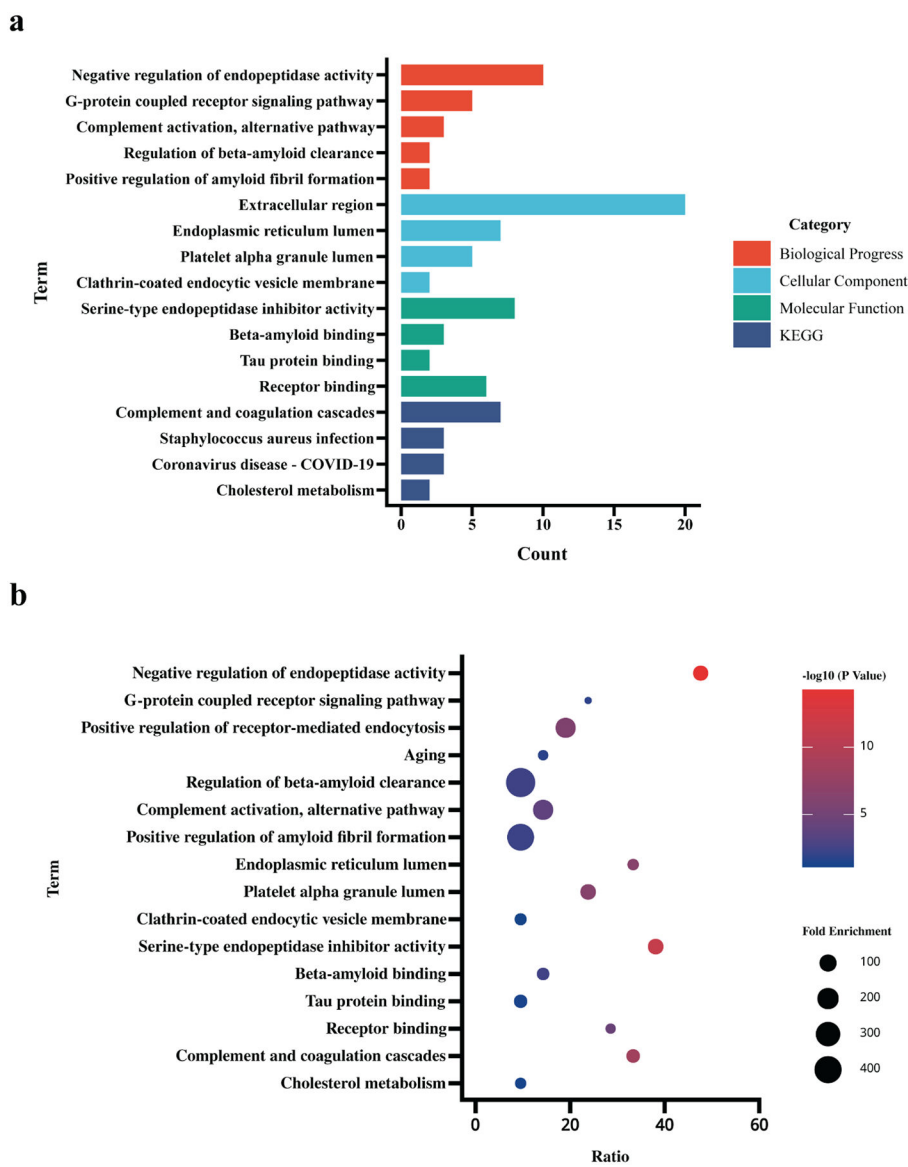 a
Negative regulation of endopeptidase activity
G-protein coupled receptor signaling pathway
Complement activation, alternative pathway
Regulation of beta-amyloid clearance
Positive regulation of amyloid fibril formation
Extracellular region
Endoplasmic reticulum lumen
Platelet alpha granule lumen
Clathrin-coated endocytic vesicle membrane
Serine-type endopeptidase inhibitor activity
Beta-amyloid binding
Tau protein binding
Receptor binding
Complement and coagulation cascades
Staphylococcus aureus infection
Coronavirus disease - COVID-19
Cholesterol metabolism
Term
0 5 10 15 20
Count
Category
Biological Progress
Cellular Component
Molecular Function
KEGG
b
Negative regulation of endopeptidase activity
G-protein coupled receptor signaling pathway
Positive regulation of receptor-mediated endocytosis
Aging
Regulation of beta-amyloid clearance
Complement activation, alternative pathway
Positive regulation of amyloid fibril formation
Endoplasmic reticulum lumen
Platelet alpha granule lumen
Clathrin-coated endocytic vesicle membrane
Serine-type endopeptidase inhibitor activity
Beta-amyloid binding
Tau protein binding
Receptor binding
Complement and coagulation cascades
Cholesterol metabolism
Term
0 20 40 60
Ratio
-log10 (P Value)
10
5
Fold Enrichment
100
200
300
400